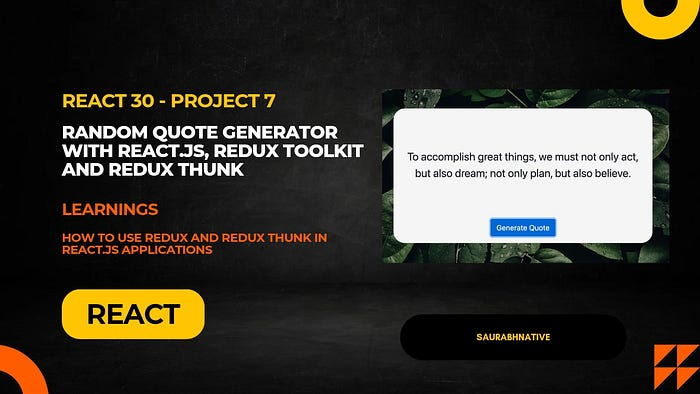 REACT 30 - PROJECT 7
RANDOM QUOTE GENERATOR
WITH REACT.JS, REDUX TOOLKIT
AND REDUX THUNK
LEARNINGS
HOW TO USE REDUX AND REDUX THUNK IN
REACT.JS APPLICATIONS
REACT
To accomplish great things, we must not only act,
but also dream; not only plan, but also believe.
Generate Quote
SAURABHNATIVE